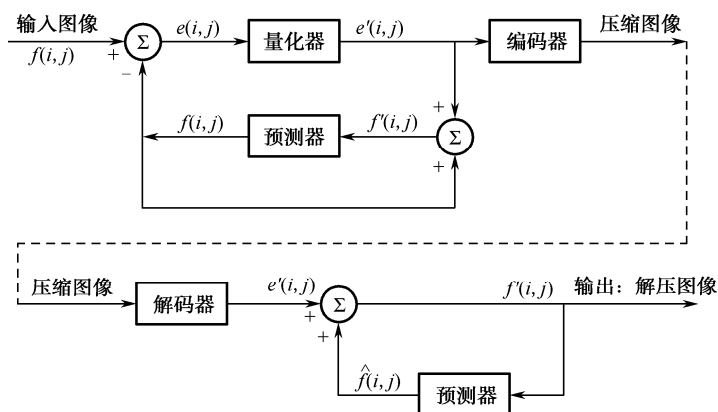 输入图像
f(i,j)
+
Σ
−
e(i,j)
量化器
e′(i,j)
编码器
压缩图像
f(i,j)
预测器
f′(i,j)
+
Σ
+
压缩图像
解码器
e′(i,j)
+
Σ
+
f′(i,j)
输出：解压图像
f̂(i,j)
预测器